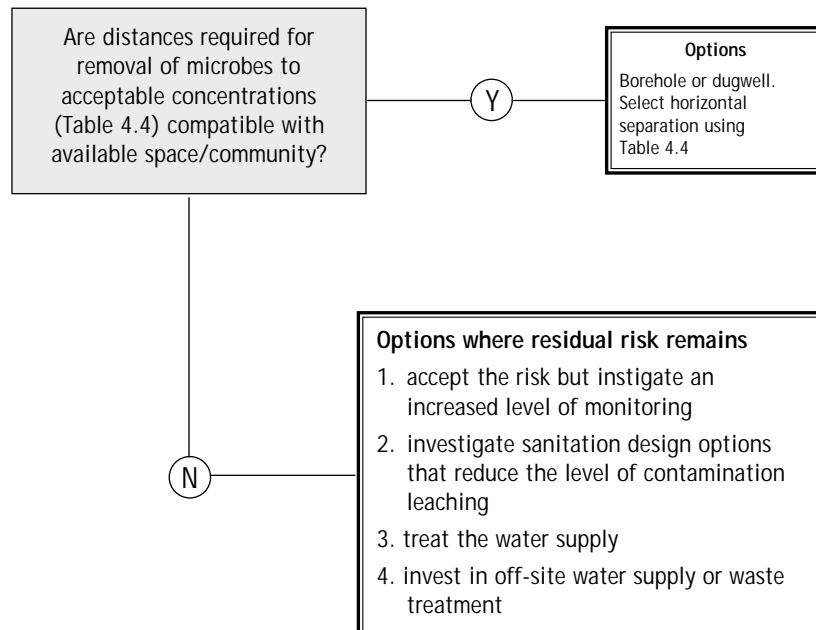 Are distances required for
removal of microbes to
acceptable concentrations
(Table 4.4) compatible with
available space/community?
Y
Options
Borehole or dugwell.
Select horizontal
separation using
Table 4.4
N
Options where residual risk remains
1. accept the risk but instigate an
increased level of monitoring
2. investigate sanitation design options
that reduce the level of contamination
leaching
3. treat the water supply
4. invest in off-site water supply or waste
treatment